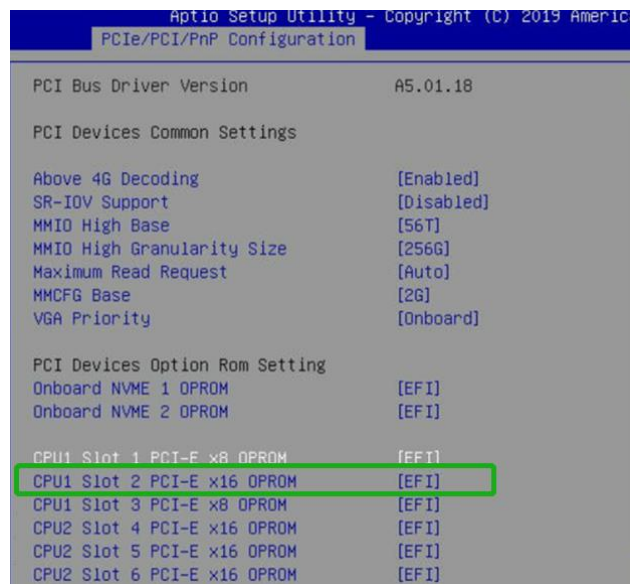 Aptio Setup Utility – Copyright (C) 2019 Americ
PCIe/PCI/PnP Configuration
PCI Bus Driver Version A5.01.18
PCI Devices Common Settings
Above 4G Decoding [Enabled]
SR-IOV Support [Disabled]
MMIO High Base [56T]
MMIO High Granularity Size [256G]
Maximum Read Request [Auto]
MMCFG Base [2G]
VGA Priority [Onboard]
PCI Devices Option Rom Setting
Onboard NVME 1 OPROM [EFI]
Onboard NVME 2 OPROM [EFI]
CPU1 Slot 1 PCI-E x8 OPROM [EFI]
CPU1 Slot 2 PCI-E x16 OPROM [EFI]
CPU1 Slot 3 PCI-E x8 OPROM [EFI]
CPU2 Slot 4 PCI-E x16 OPROM [EFI]
CPU2 Slot 5 PCI-E x16 OPROM [EFI]
CPU2 Slot 6 PCI-E x16 OPROM [EFI]